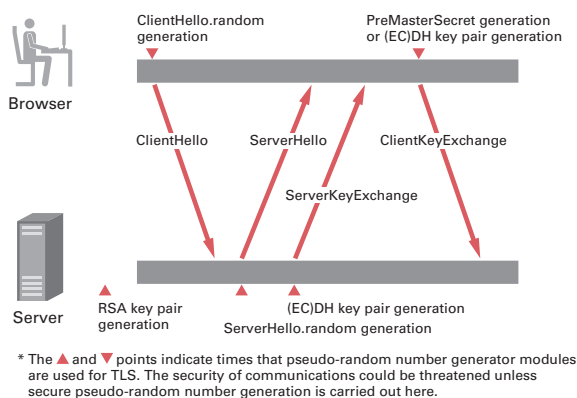 ClientHello.random
generation
PreMasterSecret generation
or (EC)DH key pair generation
Browser
ClientHello
ServerHello
ClientKeyExchange
ServerKeyExchange
Server
RSA key pair
generation
(EC)DH key pair generation
ServerHello.random generation
* The ▲ and ▼ points indicate times that pseudo-random number generator modules
are used for TLS. The security of communications could be threatened unless
secure pseudo-random number generation is carried out here.